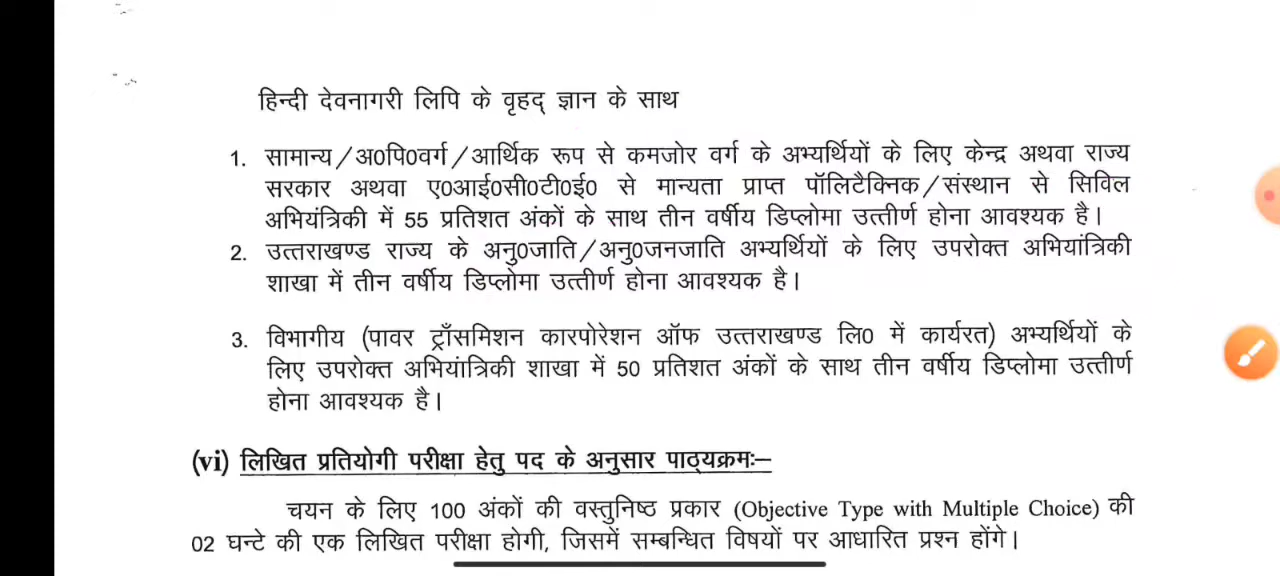 हिन्दी देवनागरी लिपि के वृहद् ज्ञान के साथ
1. सामान्य/अ0पि0वर्ग/आर्थिक रूप से कमजोर वर्ग के अभ्यर्थियों के लिए केन्द्र अथवा राज्य
सरकार अथवा ए0आई0सी0टी0ई0 से मान्यता प्राप्त पॉलिटैक्निक/संस्थान से सिविल
अभियंत्रिकी में 55 प्रतिशत अंकों के साथ तीन वर्षीय डिप्लोमा उत्तीर्ण होना आवश्यक है।
2. उत्तराखण्ड राज्य के अनु0जाति/अनु0जनजाति अभ्यर्थियों के लिए उपरोक्त अभियांत्रिकी
शाखा में तीन वर्षीय डिप्लोमा उत्तीर्ण होना आवश्यक है।
3. विभागीय (पावर ट्राँसमिशन कारपोरेशन ऑफ उत्तराखण्ड लि0 में कार्यरत) अभ्यर्थियों के
लिए उपरोक्त अभियांत्रिकी शाखा में 50 प्रतिशत अंकों के साथ तीन वर्षीय डिप्लोमा उत्तीर्ण
होना आवश्यक है।
(vi) लिखित प्रतियोगी परीक्षा हेतु पद के अनुसार पाठ्यक्रमः–
चयन के लिए 100 अंकों की वस्तुनिष्ठ प्रकार (Objective Type with Multiple Choice) की
02 घन्टे की एक लिखित परीक्षा होगी, जिसमें सम्बन्धित विषयों पर आधारित प्रश्न होंगे।